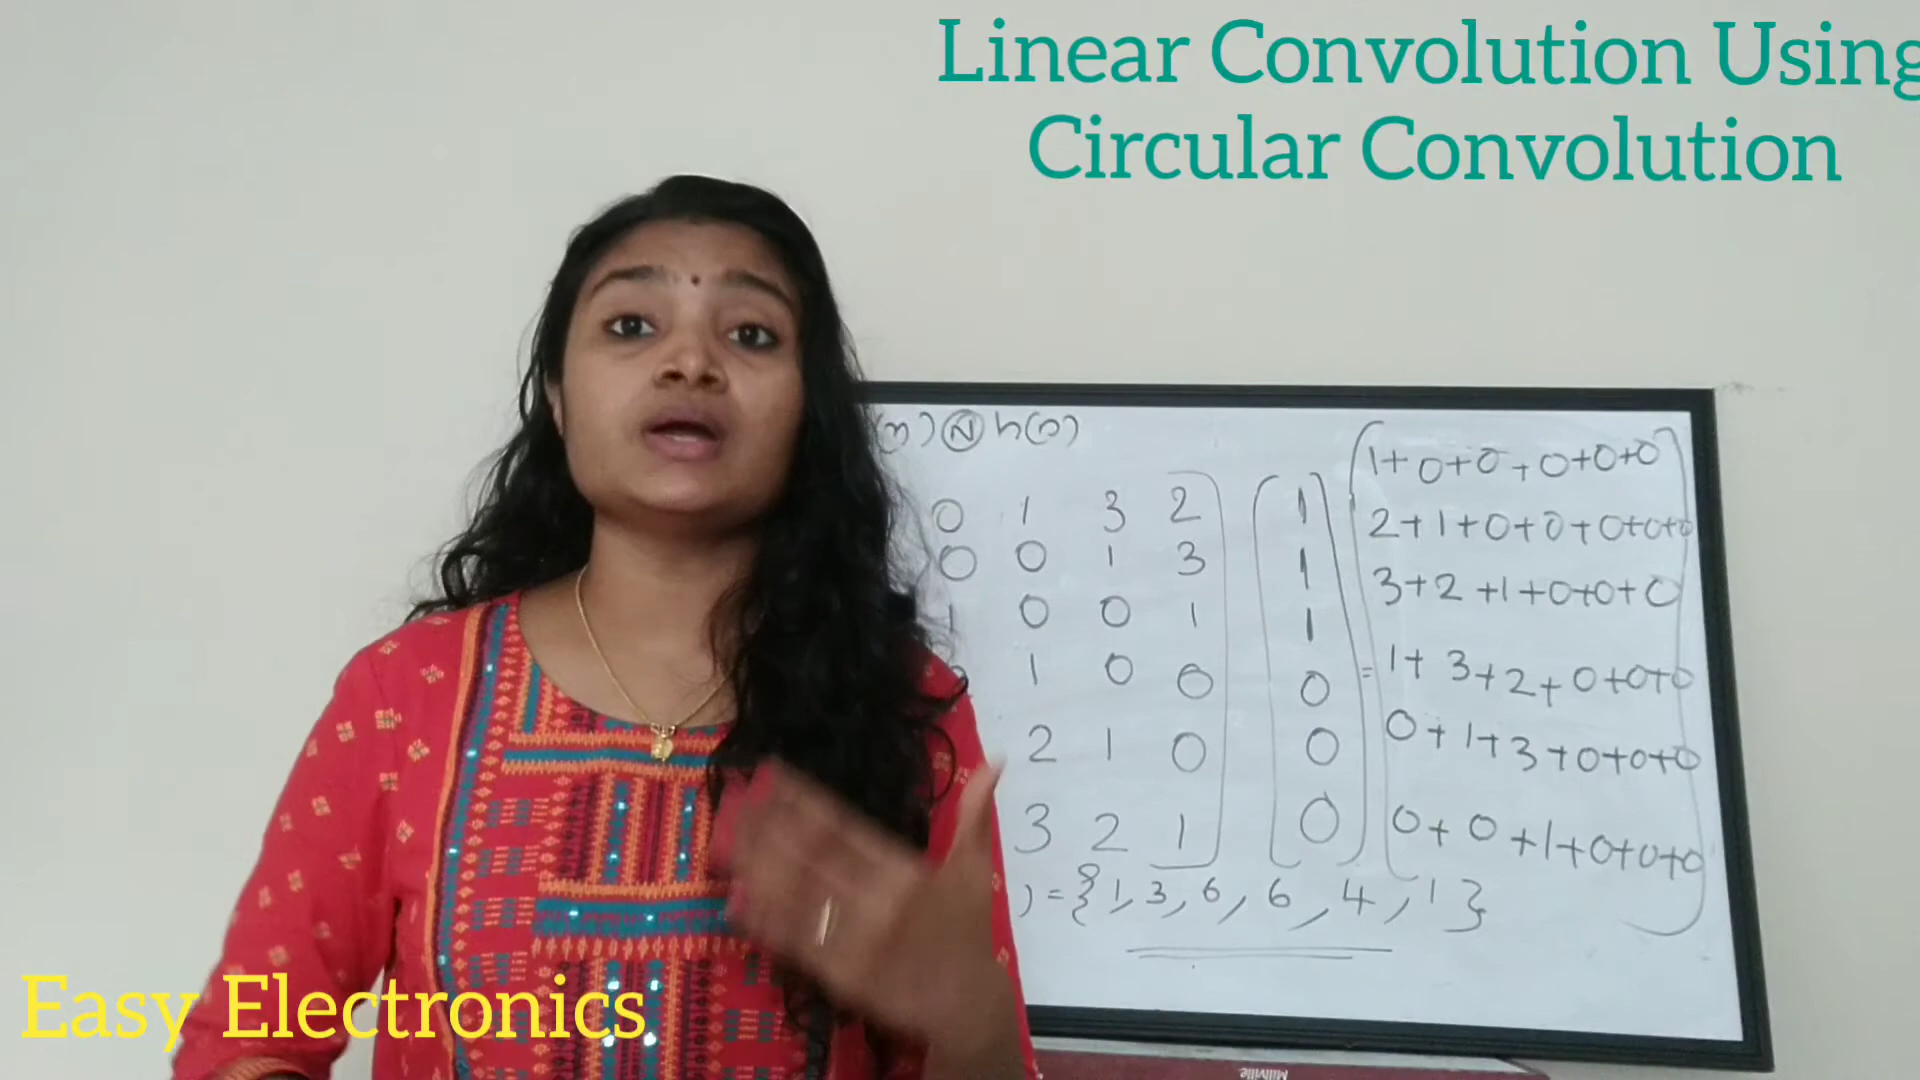 Linear Convolution Using
Circular Convolution
(n) Ⓝ h(n)
0 1 3 2
0 0 1 3
1 0 0 1
1 0 0
2 1 0
3 2 1
1
1
1
0
0
0
=
1+0+0+0+0+0
2+1+0+0+0+0+0
3+2+1+0+0+0
1+3+2+0+0+0
0+1+3+0+0+0
0+0+1+0+0+0
) = {1, 3, 6, 6, 4, 1}
Easy Electronics
Millville